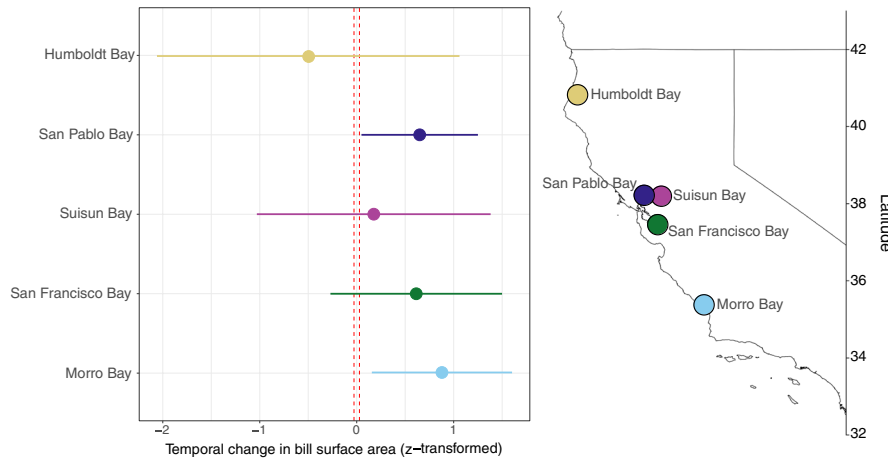 Humboldt Bay
San Pablo Bay
Suisun Bay
San Francisco Bay
Morro Bay
−2
−1
0
1
Temporal change in bill surface area (z−transformed)
Humboldt Bay
San Pablo Bay
Suisun Bay
San Francisco Bay
Morro Bay
42
40
38
36
34
32
Latitude